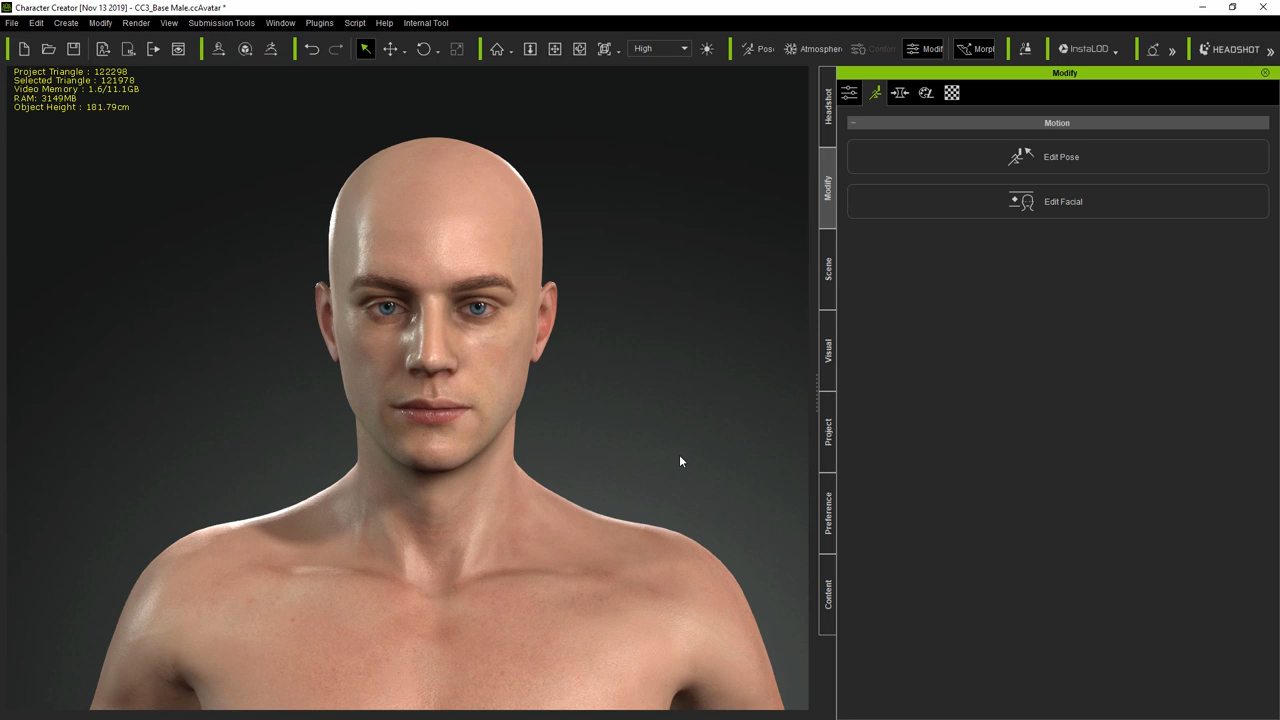 Character Creator [Nov 13 2019] - CC3_Base Male.ccAvatar *
File Edit Create Modify Render View Submission Tools Window Plugins Script Help Internal Tool
High Pos Atmospher Conten Modif Morpl InstaLOD HEADSHOT
Project Triangle : 122298
Selected Triangle : 121978
Video Memory : 1.6/11.1GB
RAM: 3149MB
Object Height : 181.79cm
Modify
Motion
Edit Pose
Edit Facial
Headshot
Modify
Scene
Visual
Project
Preference
Content